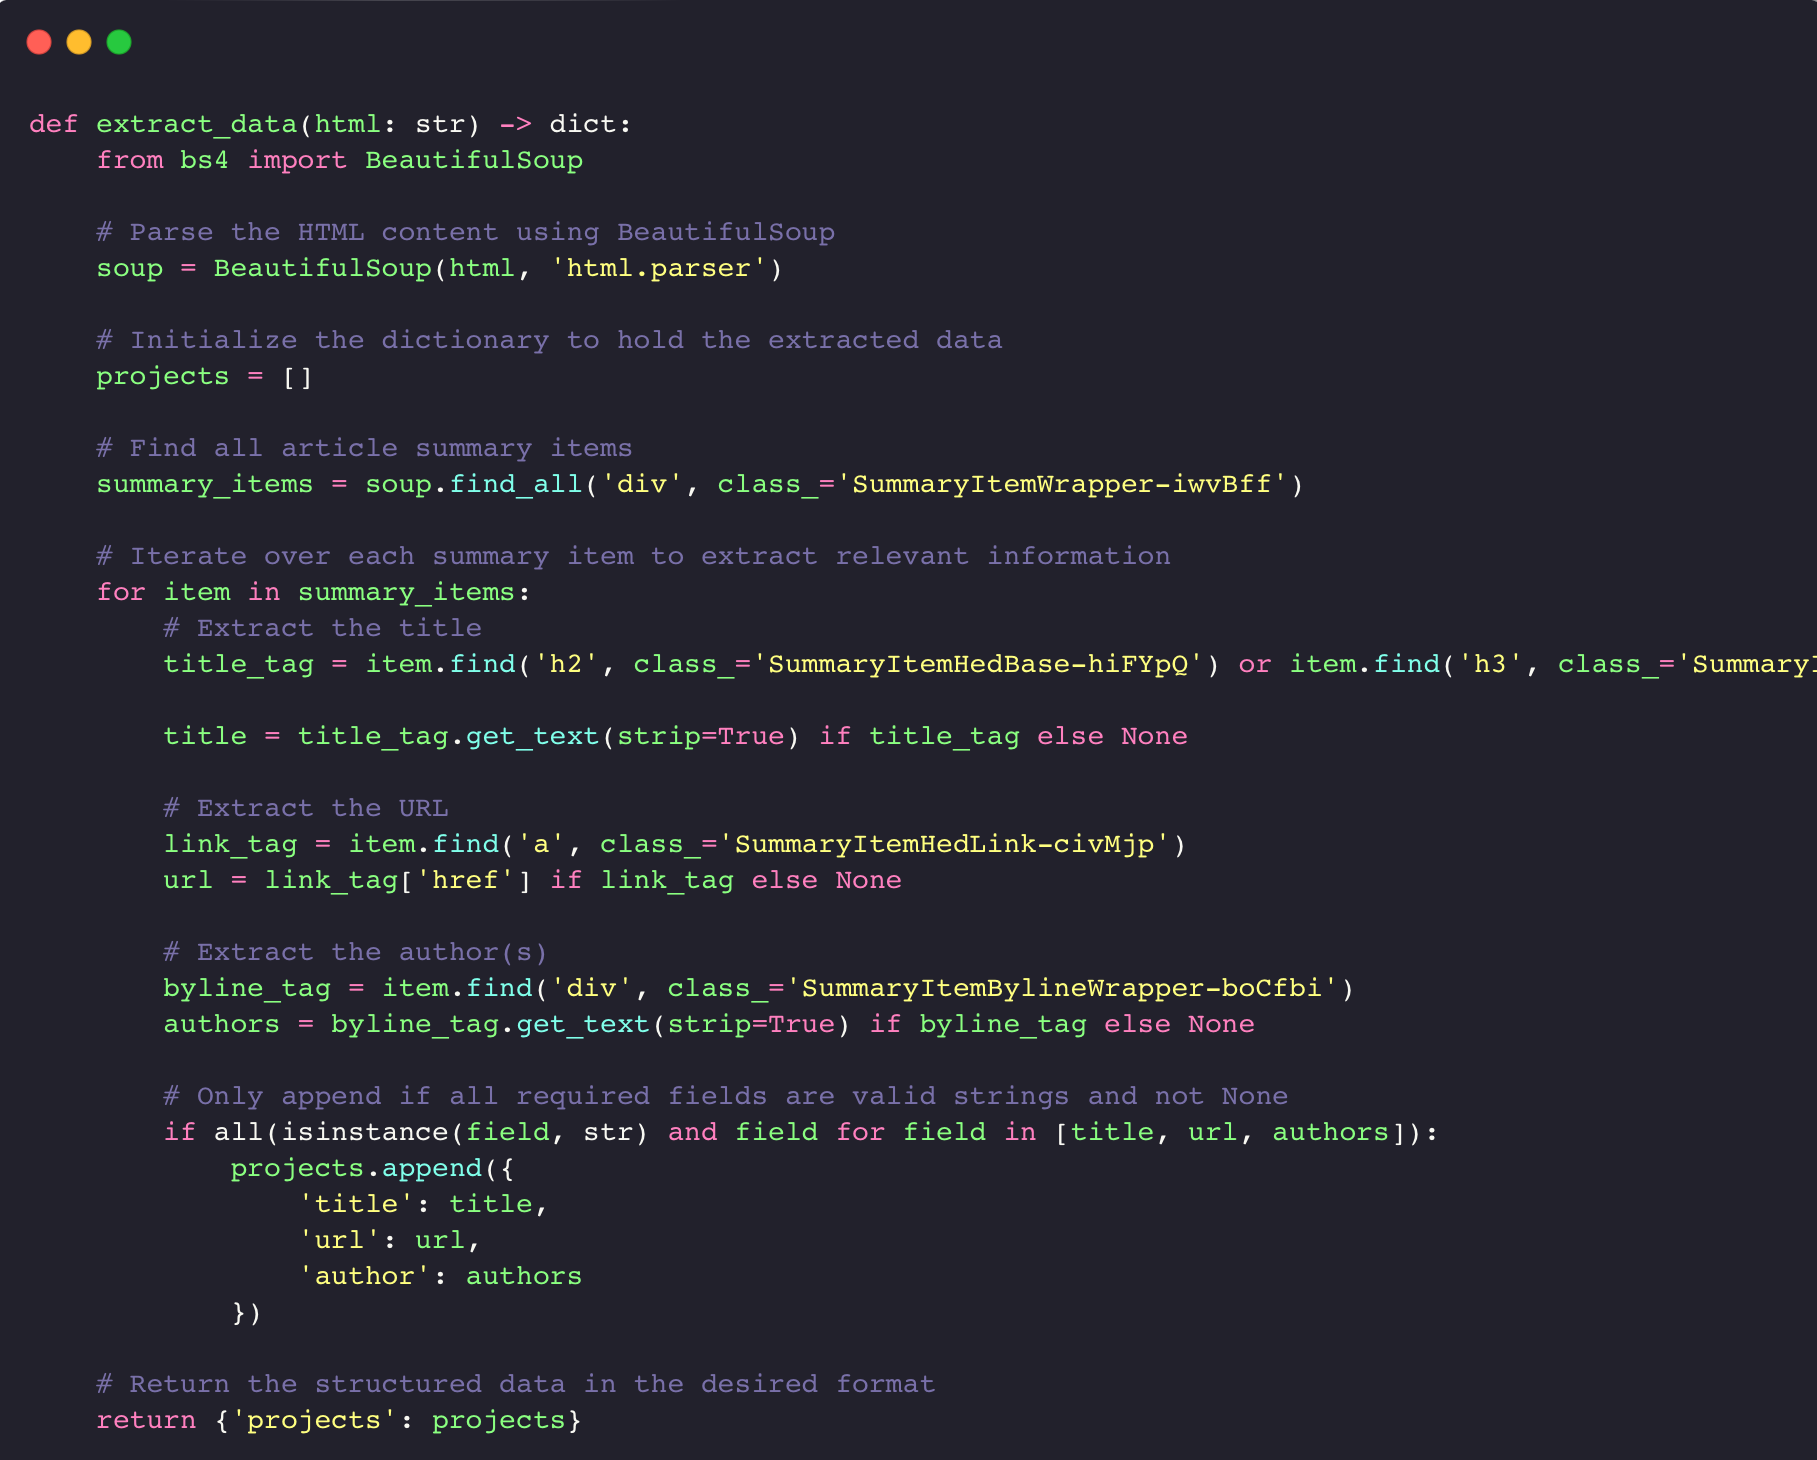 def extract_data(html: str) -> dict:
    from bs4 import BeautifulSoup

    # Parse the HTML content using BeautifulSoup
    soup = BeautifulSoup(html, 'html.parser')

    # Initialize the dictionary to hold the extracted data
    projects = []

    # Find all article summary items
    summary_items = soup.find_all('div', class_='SummaryItemWrapper-iwvBff')

    # Iterate over each summary item to extract relevant information
    for item in summary_items:
        # Extract the title
        title_tag = item.find('h2', class_='SummaryItemHedBase-hiFYpQ') or item.find('h3', class_='Summary

        title = title_tag.get_text(strip=True) if title_tag else None

        # Extract the URL
        link_tag = item.find('a', class_='SummaryItemHedLink-civMjp')
        url = link_tag['href'] if link_tag else None

        # Extract the author(s)
        byline_tag = item.find('div', class_='SummaryItemBylineWrapper-boCfbi')
        authors = byline_tag.get_text(strip=True) if byline_tag else None

        # Only append if all required fields are valid strings and not None
        if all(isinstance(field, str) and field for field in [title, url, authors]):
            projects.append({
                'title': title,
                'url': url,
                'author': authors
            })

    # Return the structured data in the desired format
    return {'projects': projects}